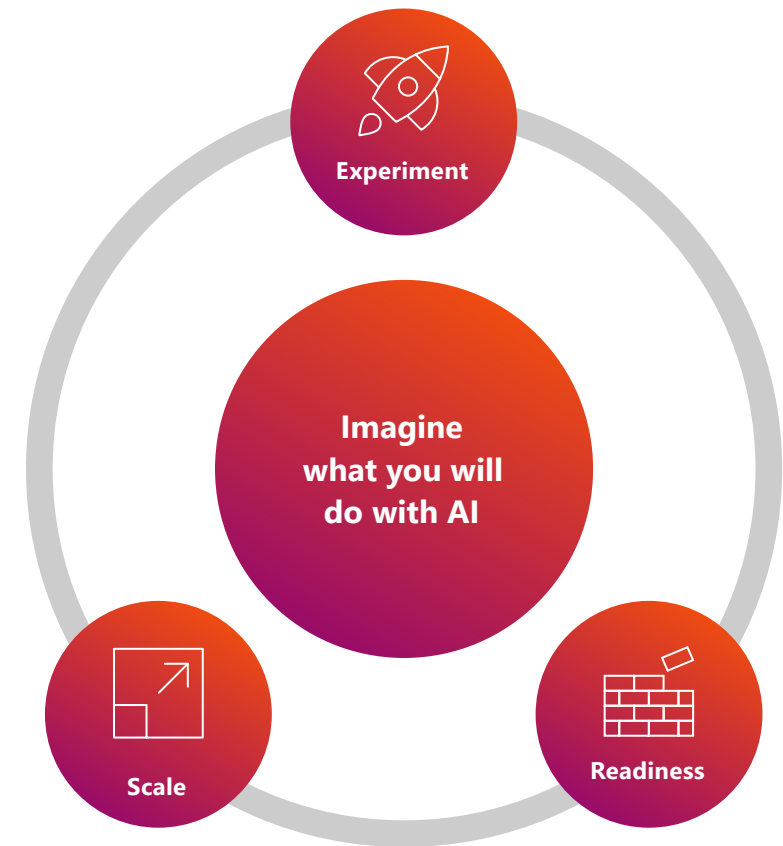 Experiment
Imagine
what you will
do with AI
Readiness
Scale